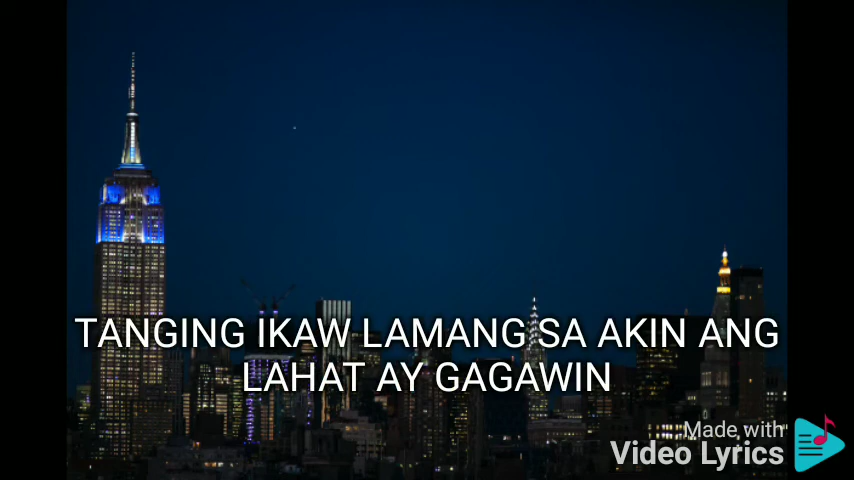 TANGING IKAW LAMANG SA AKIN ANG
LAHAT AY GAGAWIN
Made with
Video Lyrics